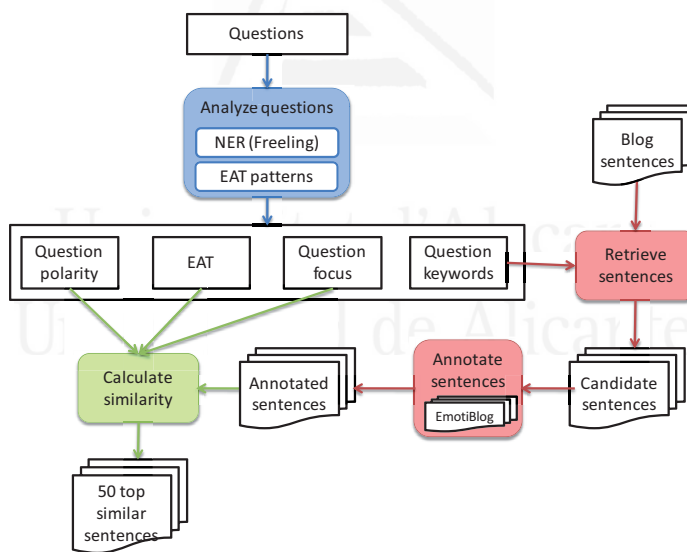 Questions
Analyze questions
NER (Freeling)
EAT patterns
Blog
sentences
Question
polarity
EAT
Question
focus
Question
keywords
Retrieve
sentences
Calculate
similarity
Annotated
sentences
Annotate
sentences
EmotiBlog
Candidate
sentences
50 top
similar
sentences